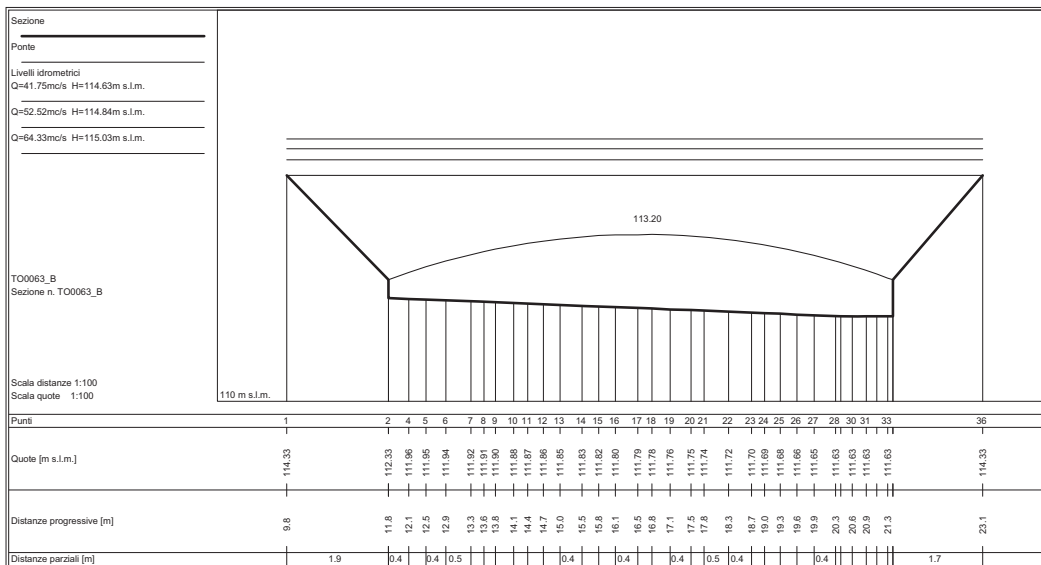 Sezione
Ponte
Livelli idrometrici
Q=41.75mc/s H=114.63m s.l.m.
Q=52.52mc/s H=114.84m s.l.m.
Q=64.33mc/s H=115.03m s.l.m.
113.20
TO0063_B
Sezione n. TO0063_B
Scala distanze 1:100
Scala quote 1:100
110 m s.l.m.
Punti 1 2 4 5 6 7 8 9 10 11 12 13 14 15 16 17 18 19 20 21 22 23 24 25 26 27 28 30 31 33 36
Quote [m s.l.m.] 114.33 112.33 111.96 111.95 111.94 111.92 111.91 111.90 111.88 111.87 111.86 111.85 111.83 111.82 111.80 111.79 111.78 111.76 111.75 111.74 111.72 111.70 111.69 111.68 111.66 111.65 111.63 111.63 111.63 111.63 114.33
Distanze progressive [m] 9.8 11.8 12.1 12.5 12.9 13.3 13.6 13.8 14.1 14.4 14.7 15.0 15.5 15.8 16.1 16.5 16.8 17.1 17.5 17.8 18.3 18.7 19.0 19.3 19.6 19.9 20.3 20.6 20.9 21.3 23.1
Distanze parziali [m] 1.9 0.4 0.4 0.5 0.4 0.4 0.4 0.5 0.4 0.4 1.7